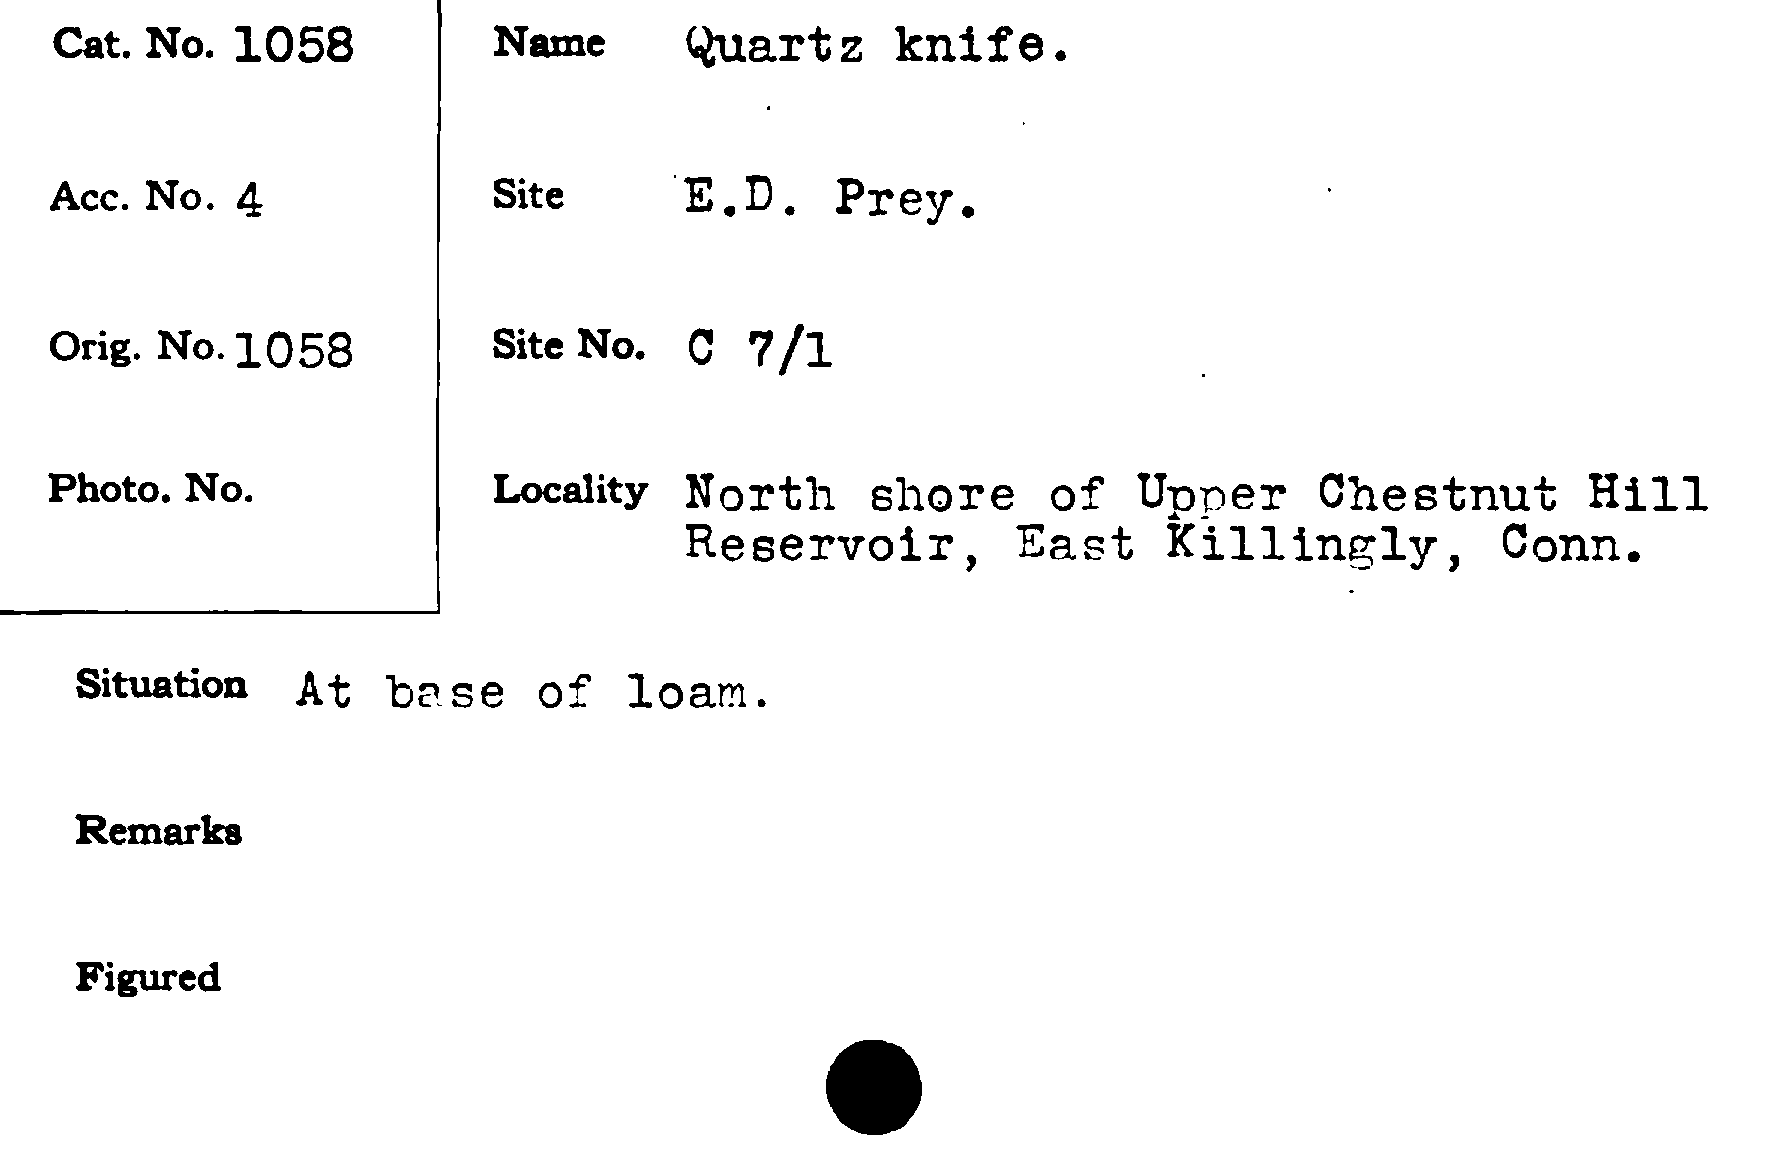 Cat. No. 1058
Name Quartz knife.
Acc. No. 4
Site E.D. Prey.
Orig. No. 1058
Site No. C 7/1
Photo. No.
Locality North shore of Upper Chestnut Hill
Reservoir, East Killingly, Conn.
Situation At base of loam.
Remarks
Figured